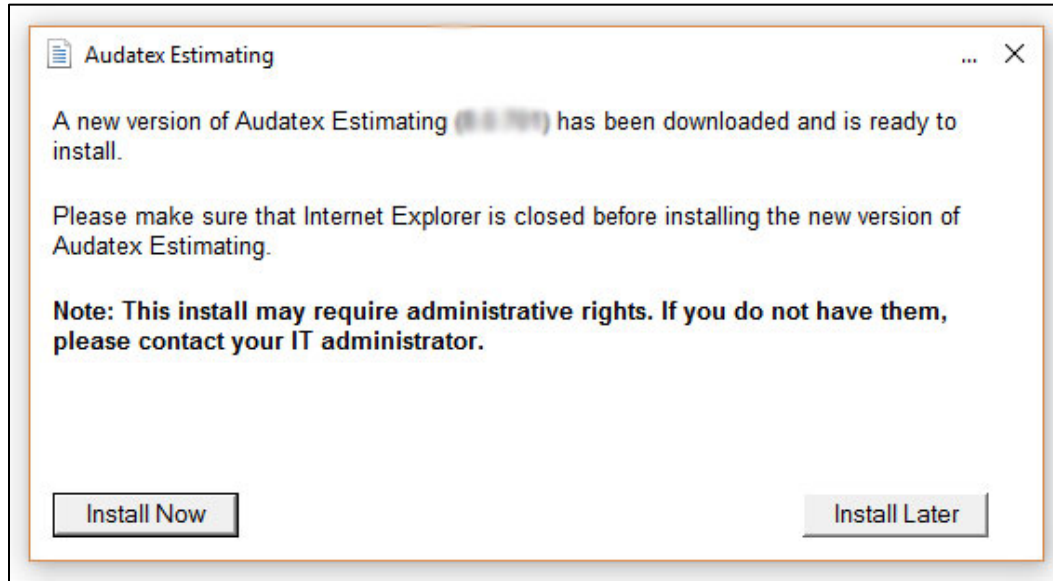 Audatex Estimating
A new version of Audatex Estimating has been downloaded and is ready to
install.
Please make sure that Internet Explorer is closed before installing the new version of
Audatex Estimating.
Note: This install may require administrative rights. If you do not have them,
please contact your IT administrator.
Install Now
Install Later